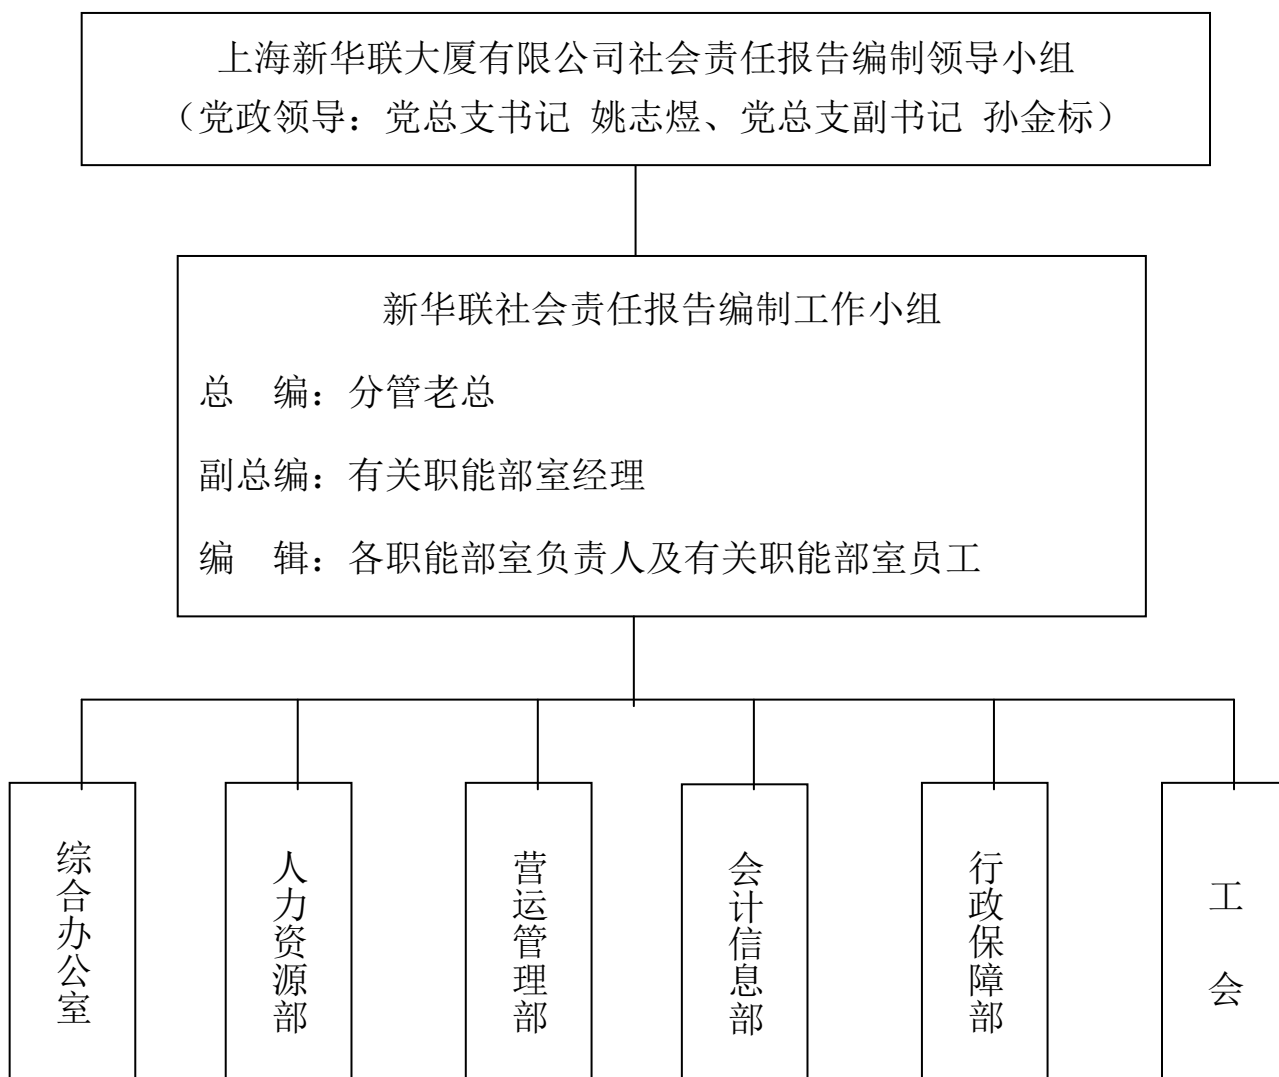 上海新华联大厦有限公司社会责任报告编制领导小组
（党政领导：党总支书记 姚志煜、党总支副书记 孙金标）
新华联社会责任报告编制工作小组
总　编：分管老总
副总编：有关职能部室经理
编　辑：各职能部室负责人及有关职能部室员工
综合办公室
人力资源部
营运管理部
会计信息部
行政保障部
工　会